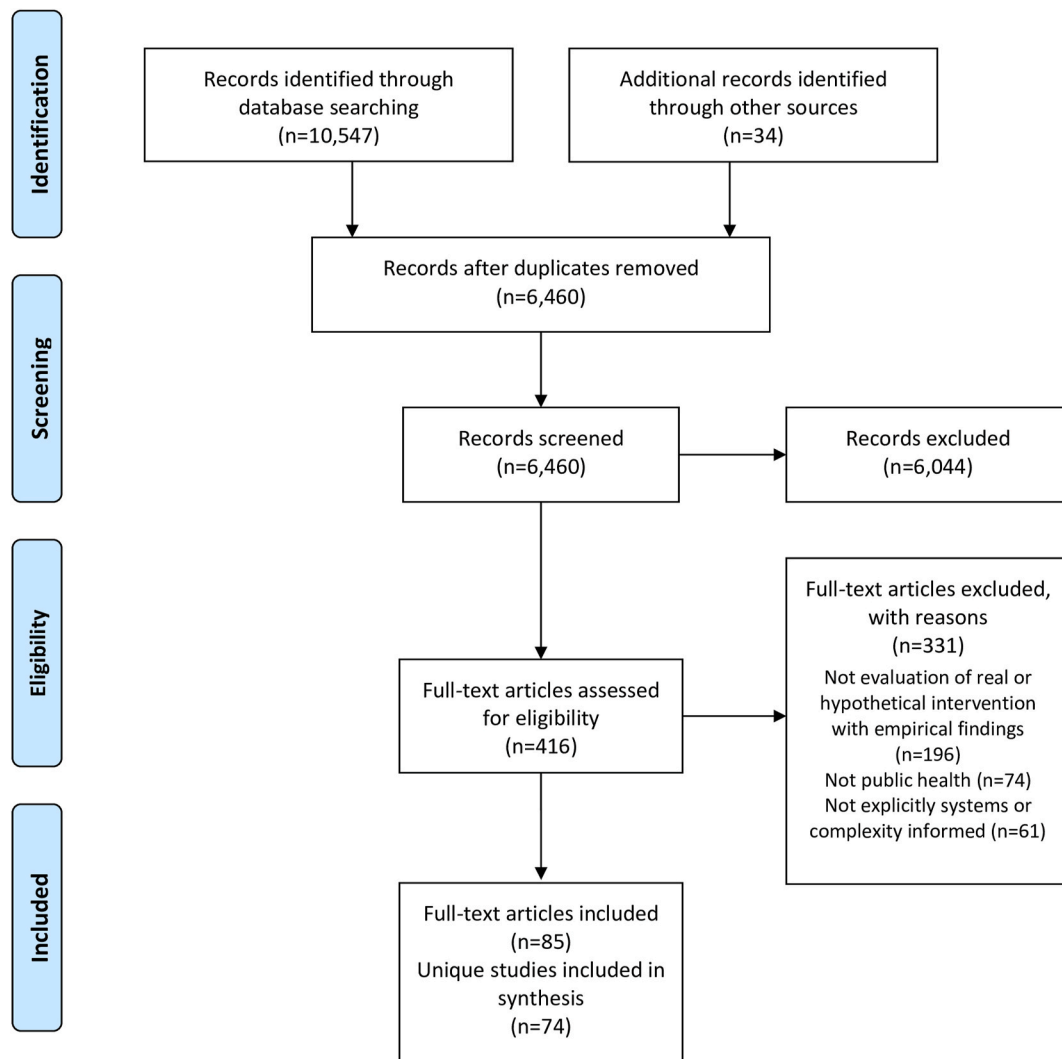 Identification
Records identified through
database searching
(n=10,547)
Additional records identified
through other sources
(n=34)
Records after duplicates removed
(n=6,460)
Screening
Records screened
(n=6,460)
Records excluded
(n=6,044)
Eligibility
Full-text articles assessed
for eligibility
(n=416)
Full-text articles excluded,
with reasons
(n=331)
Not evaluation of real or
hypothetical intervention
with empirical findings
(n=196)
Not public health (n=74)
Not explicitly systems or
complexity informed (n=61)
Included
Full-text articles included
(n=85)
Unique studies included in
synthesis
(n=74)